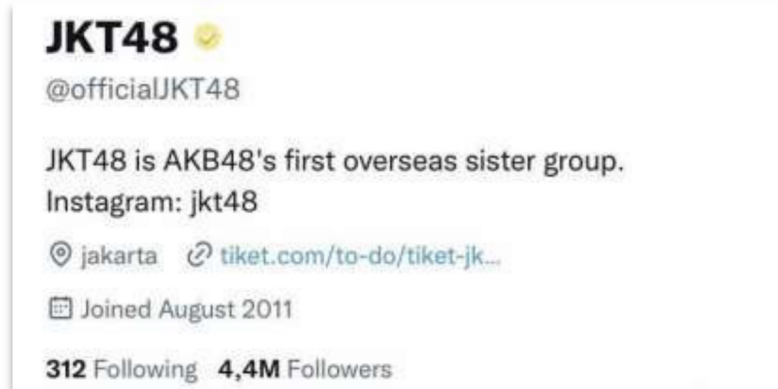 JKT48
@officialJKT48
JKT48 is AKB48's first overseas sister group.
Instagram: jkt48
jakarta tiket.com/to-do/tiket-jk...
Joined August 2011
312 Following 4,4M Followers